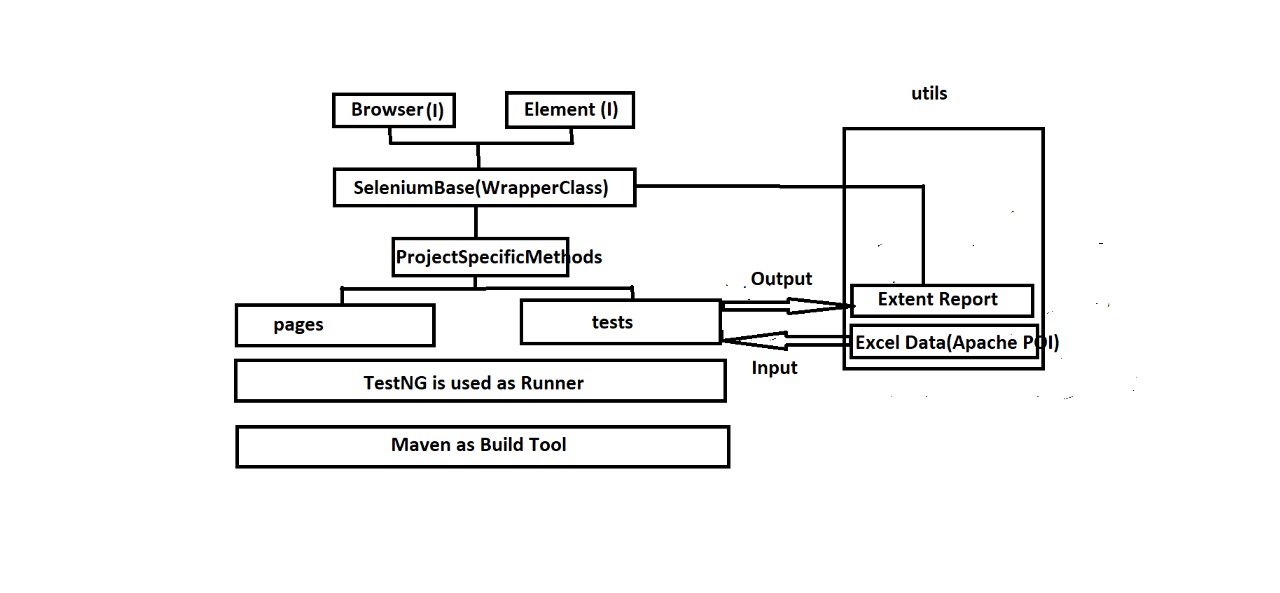 utils
Browser(I)
Element (I)
SeleniumBase(WrapperClass)
ProjectSpecificMethods
Output
Extent Report
pages
tests
Excel Data(Apache POI)
Input
TestNG is used as Runner
Maven as Build Tool